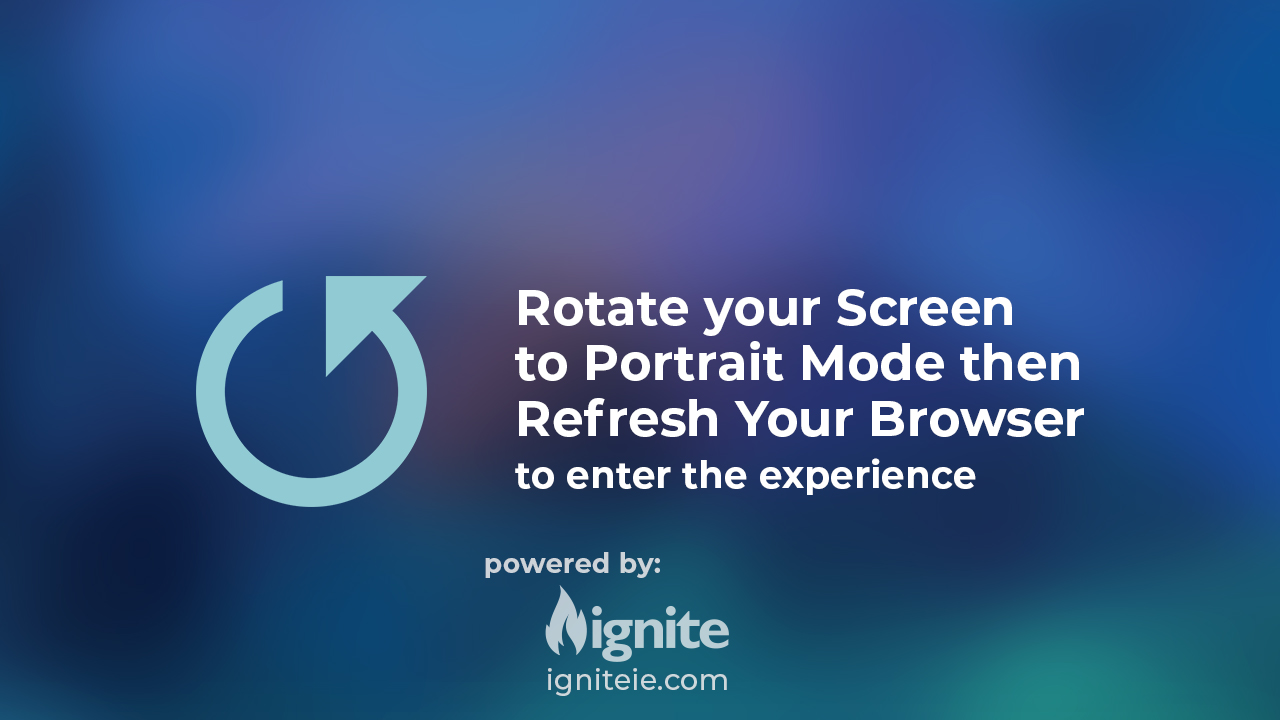 Rotate your Screen
to Portrait Mode then
Refresh Your Browser
to enter the experience
powered by:
ignite
igniteie.com